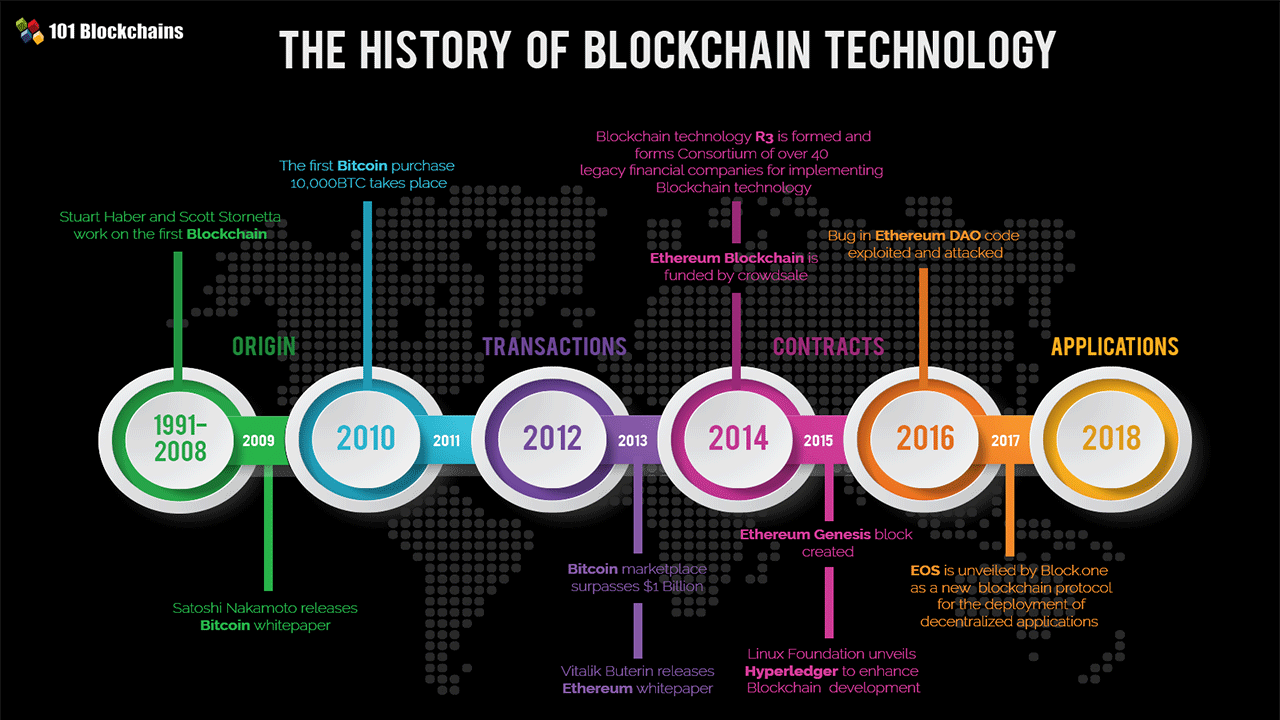 101 Blockchains
THE HISTORY OF BLOCKCHAIN TECHNOLOGY
Stuart Haber and Scott Stornetta
work on the first Blockchain
The first Bitcoin purchase
10,000BTC takes place
Blockchain technology R3 is formed and
forms Consortium of over 40
legacy financial companies for implementing
Blockchain technology
Ethereum Blockchain is
funded by crowdsale
Bug in Ethereum DAO code
exploited and attacked
ORIGIN
TRANSACTIONS
CONTRACTS
APPLICATIONS
1991-
2008
2009
2010
2011
2012
2013
2014
2015
2016
2017
2018
Satoshi Nakamoto releases
Bitcoin whitepaper
Bitcoin marketplace
surpasses $1 Billion
Vitalik Buterin releases
Ethereum whitepaper
Ethereum Genesis block
created
Linux Foundation unveils
Hyperledger to enhance
Blockchain development
EOS is unveiled by Block.one
as a new blockchain protocol
for the deployment of
decentralized applications